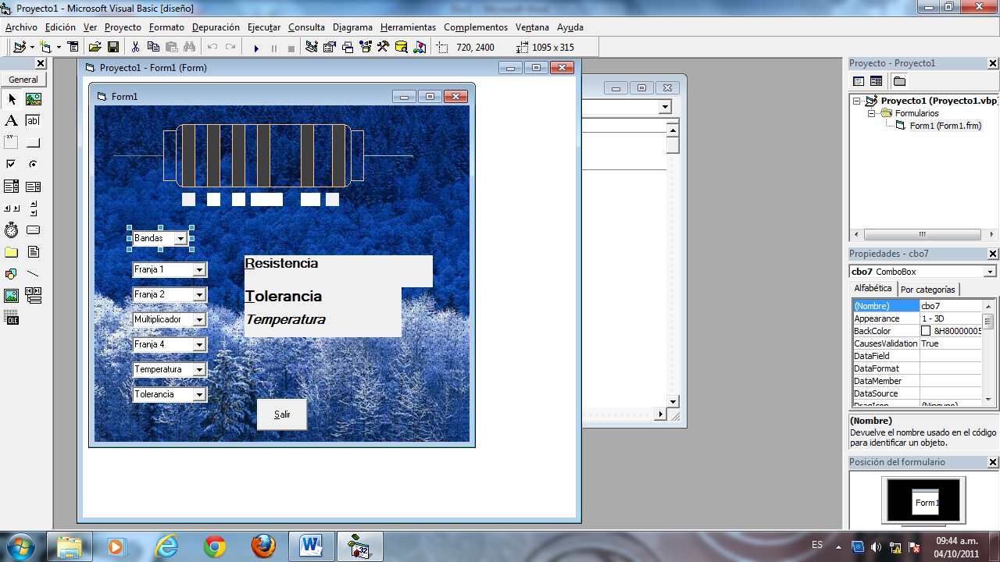 Proyecto1 - Microsoft Visual Basic [diseño]
Archivo Edición Ver Proyecto Formato Depuración Ejecutar Consulta Diagrama Herramientas Complementos Ventana Ayuda
720, 2400 1095 x 315
General
A
ab
OLE
Proyecto1 - Form1 (Form)
Form1
Bandas
Franja 1
Franja 2
Multiplicador
Franja 4
Temperatura
Tolerancia
Resistencia
Tolerancia
Temperatura
Salir
Proyecto - Proyecto1
Proyecto1 (Proyecto1.vbp)
Formularios
Form1 (Form1.frm)
Propiedades - cbo7
cbo7 ComboBox
Alfabética Por categorías
(Nombre) cbo7
Appearance 1 - 3D
BackColor &H80000005
CausesValidation True
DataField
DataFormat
DataMember
DataSource
DragIcon (Ninguno)
(Nombre)
Devuelve el nombre usado en el código
para identificar un objeto.
Posición del formulario
Form1
W
32
ES
09:44 a.m.
04/10/2011